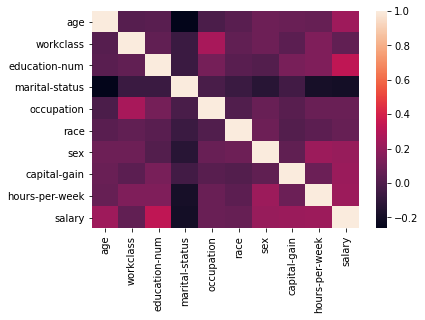 age
workclass
education-num
marital-status
occupation
race
sex
capital-gain
hours-per-week
salary
age
workclass
education-num
marital-status
occupation
race
sex
capital-gain
hours-per-week
salary
1.0
0.8
0.6
0.4
0.2
0.0
-0.2